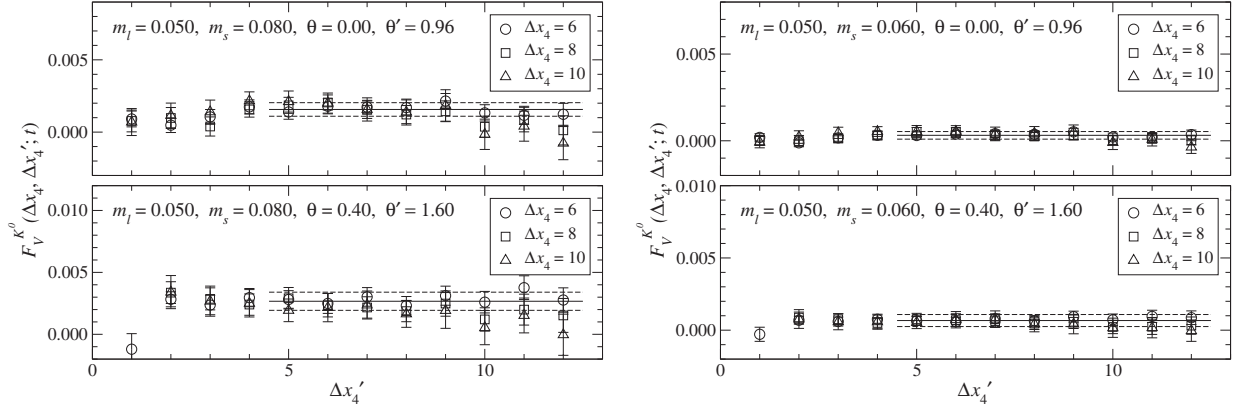 m_l = 0.050, m_s = 0.080, θ = 0.00, θ′ = 0.96
Δx_4 = 6
Δx_4 = 8
Δx_4 = 10
0.005
0.000
m_l = 0.050, m_s = 0.080, θ = 0.40, θ′ = 1.60
Δx_4 = 6
Δx_4 = 8
Δx_4 = 10
0.010
0.005
0.000
0 5 10
Δx_4′
F_V^{K^0}(Δx_4, Δx_4′; t)
m_l = 0.050, m_s = 0.060, θ = 0.00, θ′ = 0.96
Δx_4 = 6
Δx_4 = 8
Δx_4 = 10
0.005
0.000
m_l = 0.050, m_s = 0.060, θ = 0.40, θ′ = 1.60
Δx_4 = 6
Δx_4 = 8
Δx_4 = 10
0.010
0.005
0.000
0 5 10
Δx_4′
F_V^{K^0}(Δx_4, Δx_4′; t)